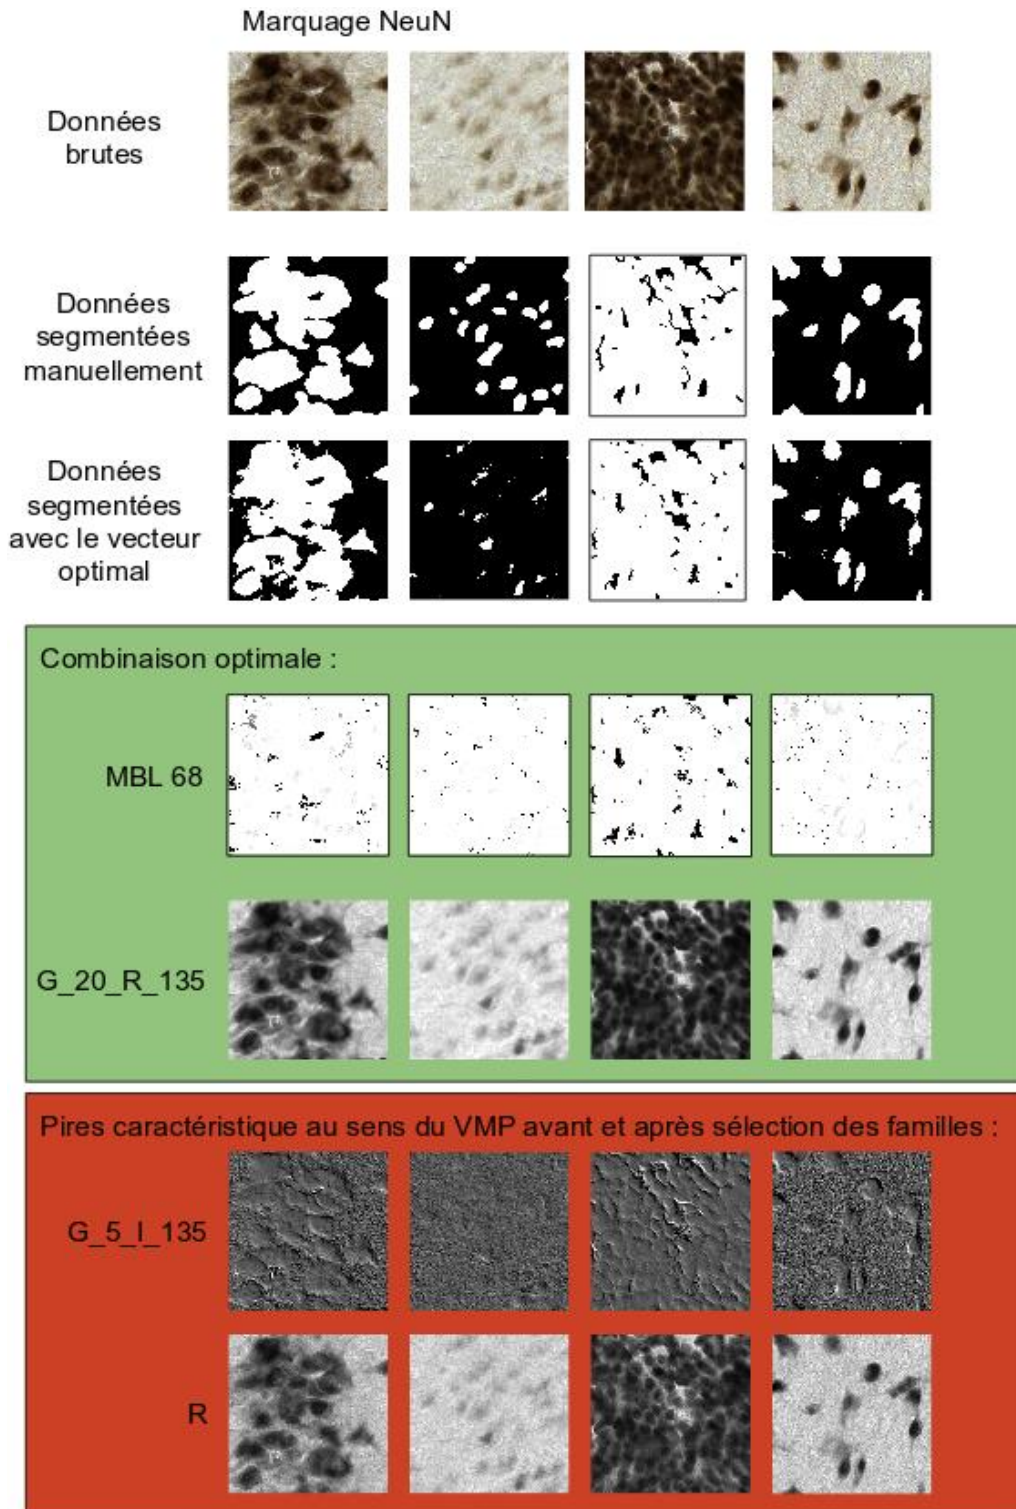 Marquage NeuN
Données
brutes
Données
segmentées
manuellement
Données
segmentées
avec le vecteur
optimal
Combinaison optimale :
MBL 68
G_20_R_135
Pires caractéristique au sens du VMP avant et après sélection des familles :
G_5_I_135
R